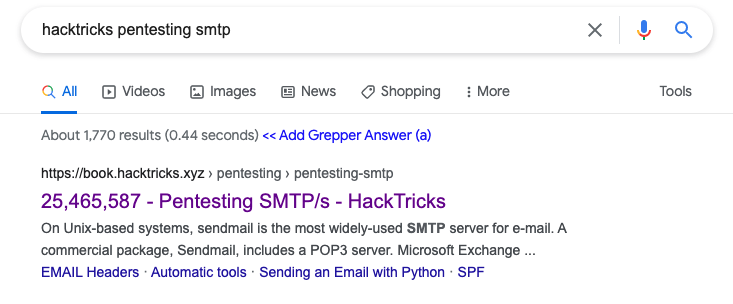 hacktricks pentesting smtp
All Videos Images News Shopping More Tools
About 1,770 results (0.44 seconds) << Add Grepper Answer (a)
https://book.hacktricks.xyz › pentesting › pentesting-smtp
25,465,587 - Pentesting SMTP/s - HackTricks
On Unix-based systems, sendmail is the most widely-used SMTP server for e-mail. A
commercial package, Sendmail, includes a POP3 server. Microsoft Exchange ...
EMAIL Headers · Automatic tools · Sending an Email with Python · SPF